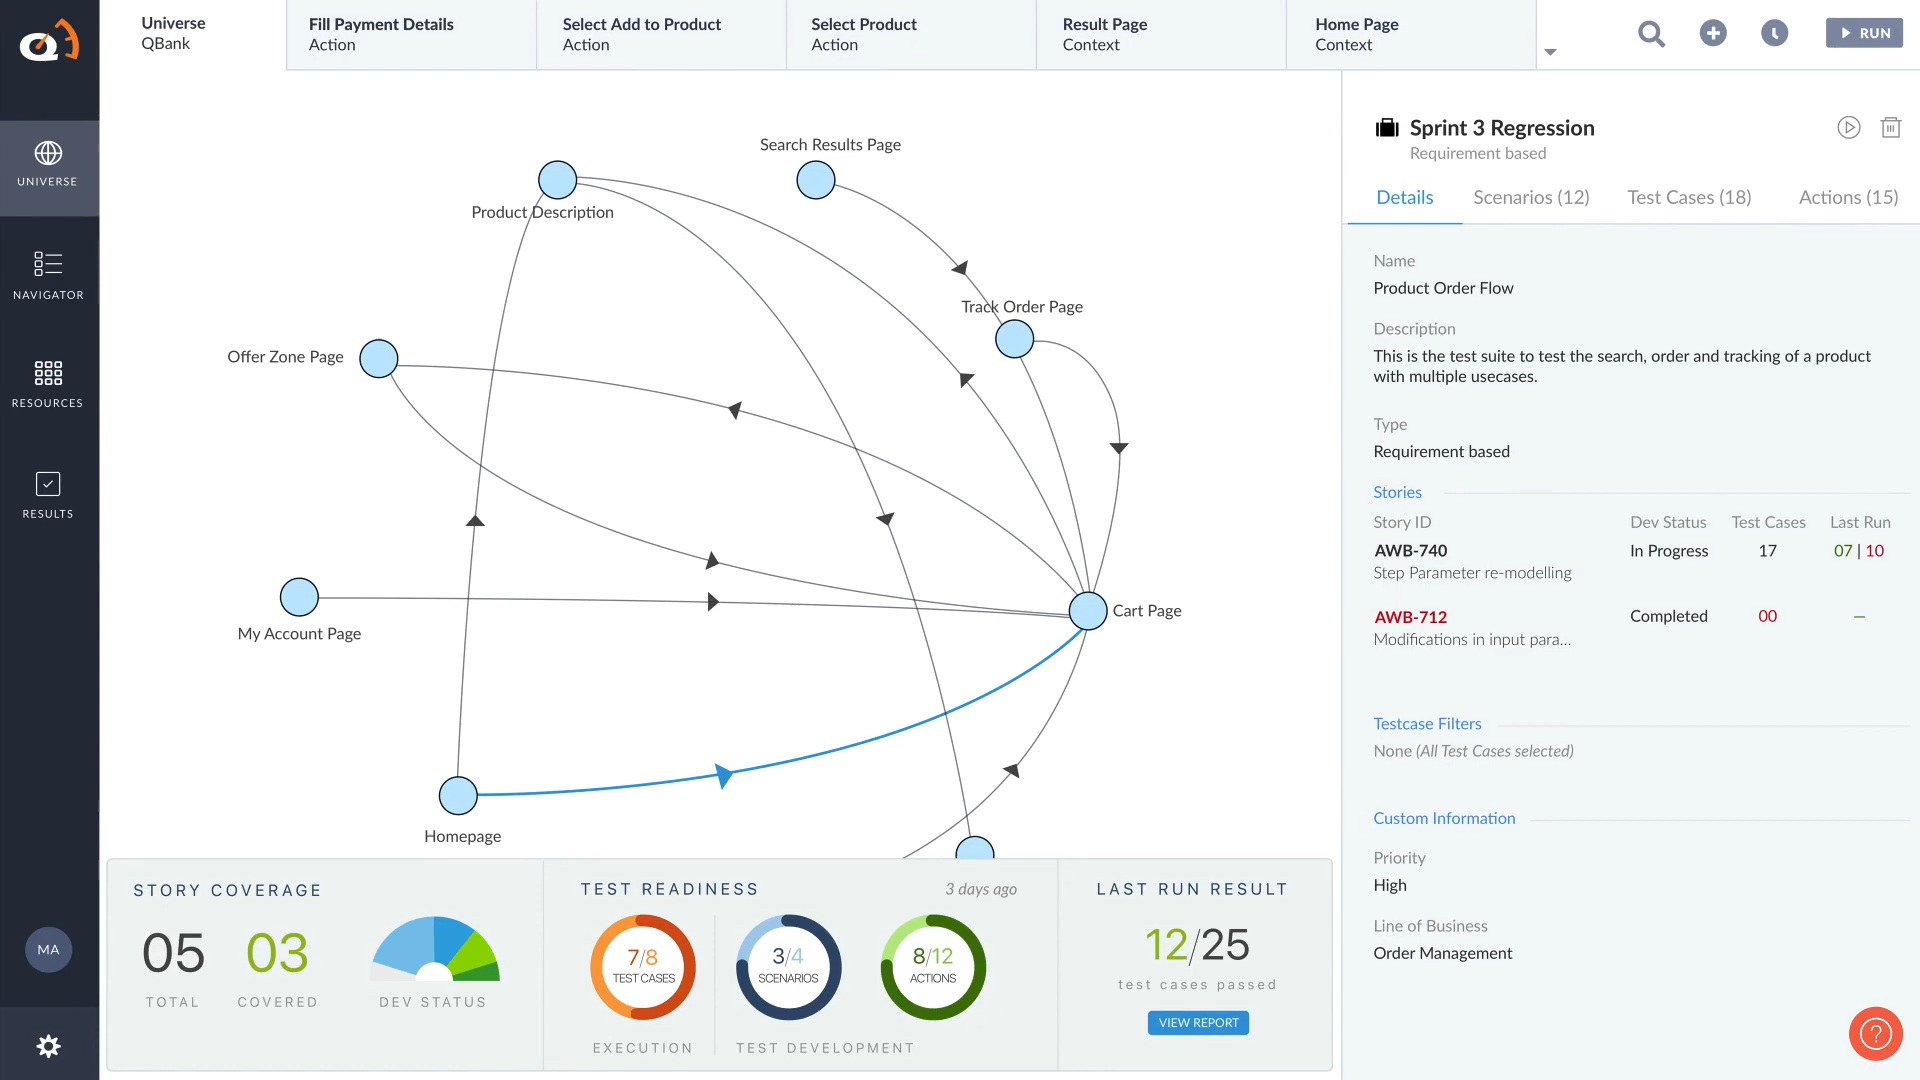 Universe
QBank
Fill Payment Details
Action
Select Add to Product
Action
Select Product
Action
Result Page
Context
Home Page
Context
RUN
UNIVERSE
NAVIGATOR
RESOURCES
RESULTS
MA
Search Results Page
Product Description
Track Order Page
Offer Zone Page
My Account Page
Cart Page
Homepage
STORY COVERAGE
05
03
TOTAL
COVERED
DEV STATUS
TEST READINESS
3 days ago
7/8
TEST CASES
3/4
SCENARIOS
8/12
ACTIONS
EXECUTION
TEST DEVELOPMENT
LAST RUN RESULT
12/25
test cases passed
VIEW REPORT
Sprint 3 Regression
Requirement based
Details
Scenarios (12)
Test Cases (18)
Actions (15)
Name
Product Order Flow
Description
This is the test suite to test the search, order and tracking of a product
with multiple usecases.
Type
Requirement based
Stories
Story ID Dev Status Test Cases Last Run
AWB-740 In Progress 17 07 | 10
Step Parameter re-modelling
AWB-712 Completed 00 –
Modifications in input para...
Testcase Filters
None (All Test Cases selected)
Custom Information
Priority
High
Line of Business
Order Management
?